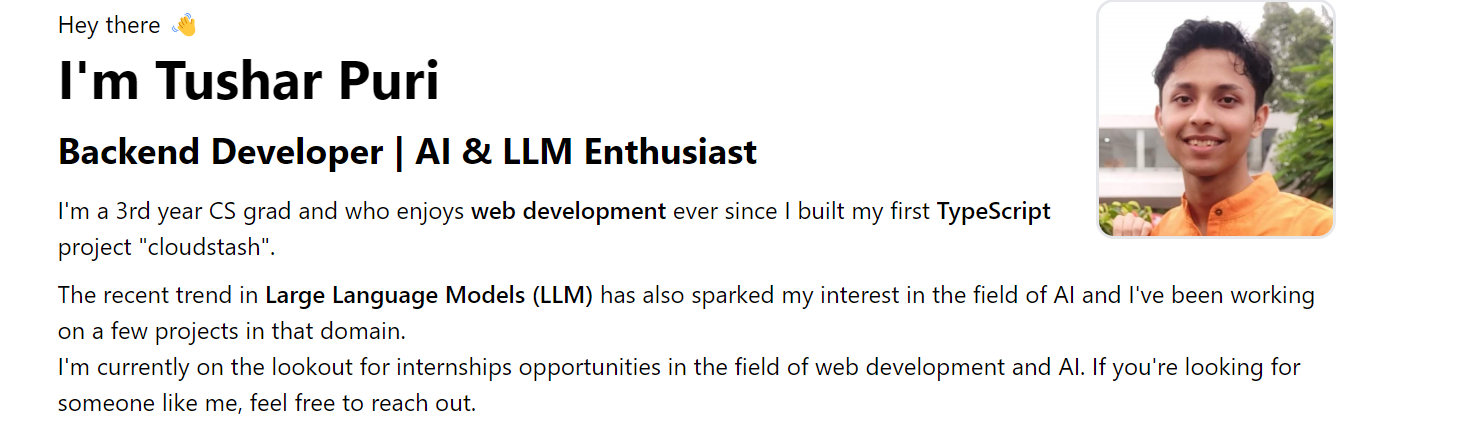 Hey there 👋
I'm Tushar Puri
Backend Developer | AI & LLM Enthusiast
I'm a 3rd year CS grad and who enjoys web development ever since I built my first TypeScript
project "cloudstash".
The recent trend in Large Language Models (LLM) has also sparked my interest in the field of AI and I've been working
on a few projects in that domain.
I'm currently on the lookout for internships opportunities in the field of web development and AI. If you're looking for
someone like me, feel free to reach out.